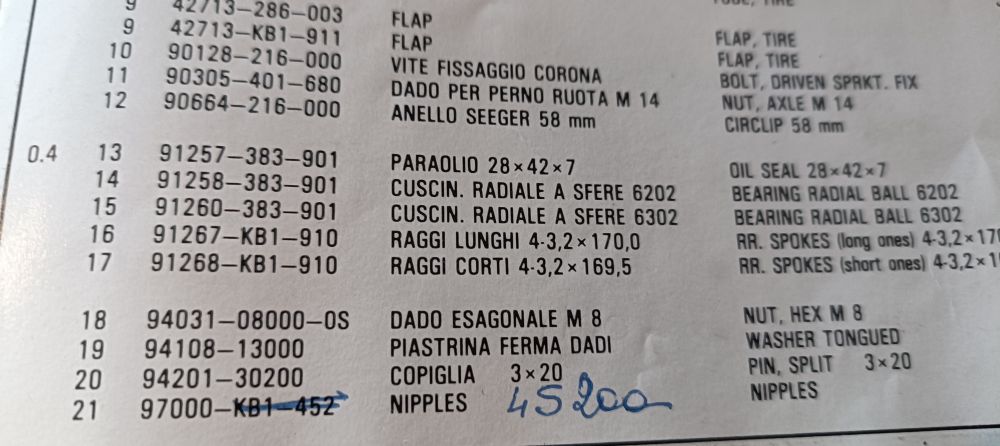 9 42713-286-003 FLAP FLAP, TIRE
9 42713-KB1-911 FLAP FLAP, TIRE
10 90128-216-000 VITE FISSAGGIO CORONA BOLT, DRIVEN SPRKT. FIX
11 90305-401-680 DADO PER PERNO RUOTA M 14 NUT, AXLE M 14
12 90664-216-000 ANELLO SEEGER 58 mm CIRCLIP 58 mm
0.4 13 91257-383-901 PARAOLIO 28×42×7 OIL SEAL 28×42×7
14 91258-383-901 CUSCIN. RADIALE A SFERE 6202 BEARING RADIAL BALL 6202
15 91260-383-901 CUSCIN. RADIALE A SFERE 6302 BEARING RADIAL BALL 6302
16 91267-KB1-910 RAGGI LUNGHI 4-3,2×170,0 RR. SPOKES (long ones) 4-3,2×17
17 91268-KB1-910 RAGGI CORTI 4-3,2×169,5 RR. SPOKES (short ones) 4-3,2×1
18 94031-08000-0S DADO ESAGONALE M 8 NUT, HEX M 8
19 94108-13000 PIASTRINA FERMA DADI WASHER TONGUED
20 94201-30200 COPIGLIA 3×20 PIN, SPLIT 3×20
21 97000-KB1-452 NIPPLES 45200 NIPPLES